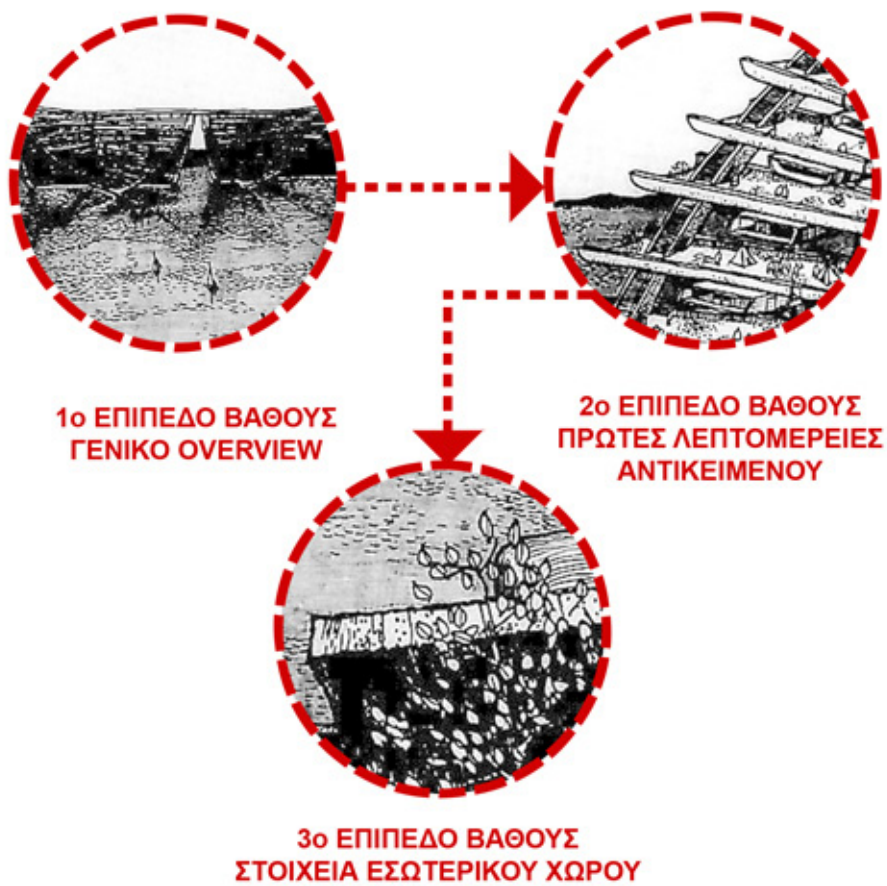 1ο ΕΠΙΠΕΔΟ ΒΑΘΟΥΣ
ΓΕΝΙΚΟ OVERVIEW
2ο ΕΠΙΠΕΔΟ ΒΑΘΟΥΣ
ΠΡΩΤΕΣ ΛΕΠΤΟΜΕΡΕΙΕΣ
ΑΝΤΙΚΕΙΜΕΝΟΥ
3ο ΕΠΙΠΕΔΟ ΒΑΘΟΥΣ
ΣΤΟΙΧΕΙΑ ΕΣΩΤΕΡΙΚΟΥ ΧΩΡΟΥ